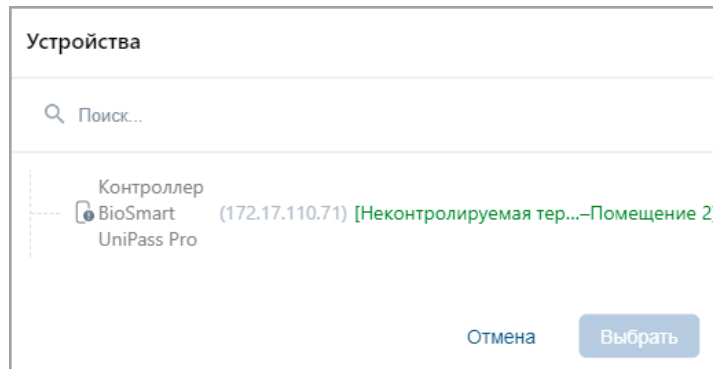 Устройства
Поиск...
Контроллер
BioSmart (172.17.110.71) [Неконтролируемая тер...–Помещение 2]
UniPass Pro
Отмена Выбрать